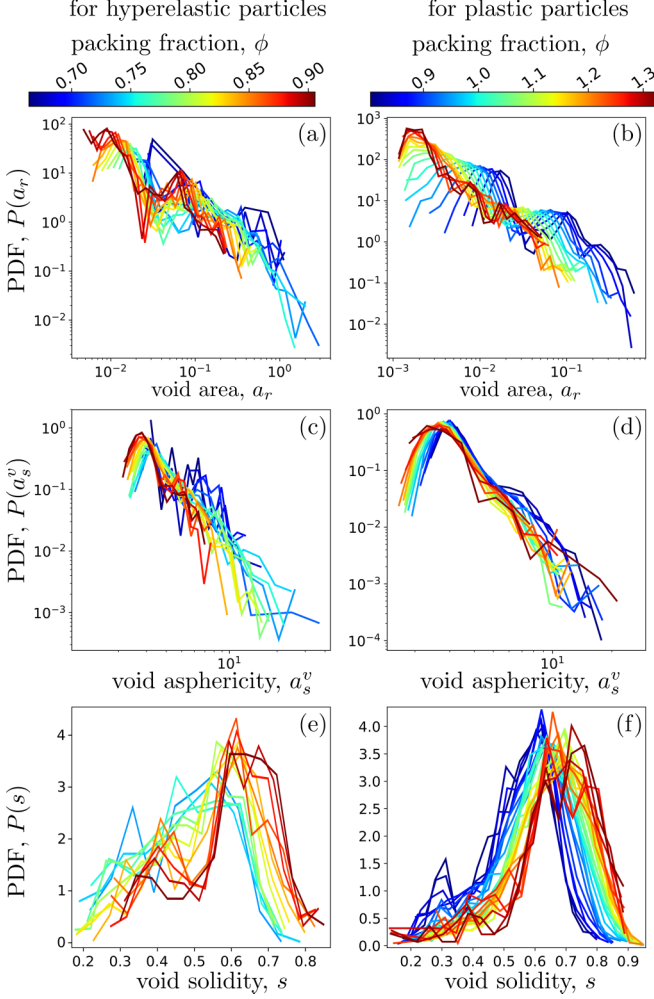 for hyperelastic particles
for plastic particles
packing fraction, ϕ
packing fraction, ϕ
0.70 0.75 0.80 0.85 0.90
0.9 1.0 1.1 1.2 1.3
(a)
PDF, P(a_r)
10^2
10^1
10^0
10^−1
10^−2
10^−2 10^−1 10^0
void area, a_r
(b)
10^3
10^2
10^1
10^0
10^−1
10^−2
10^−3
10^−3 10^−2 10^−1
void area, a_r
(c)
PDF, P(a_s^v)
10^0
10^−1
10^−2
10^−3
10^1
void asphericity, a_s^v
(d)
10^0
10^−1
10^−2
10^−3
10^−4
10^1
void asphericity, a_s^v
(e)
PDF, P(s)
4
3
2
1
0
0.2 0.3 0.4 0.5 0.6 0.7 0.8
void solidity, s
(f)
4.0
3.5
3.0
2.5
2.0
1.5
1.0
0.5
0.0
0.2 0.3 0.4 0.5 0.6 0.7 0.8 0.9
void solidity, s